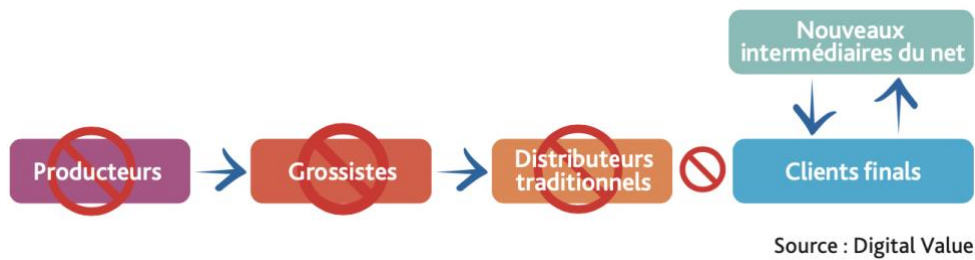 Nouveaux
intermédiaires du net
Producteurs
Grossistes
Distributeurs
traditionnels
Clients finals
Source : Digital Value